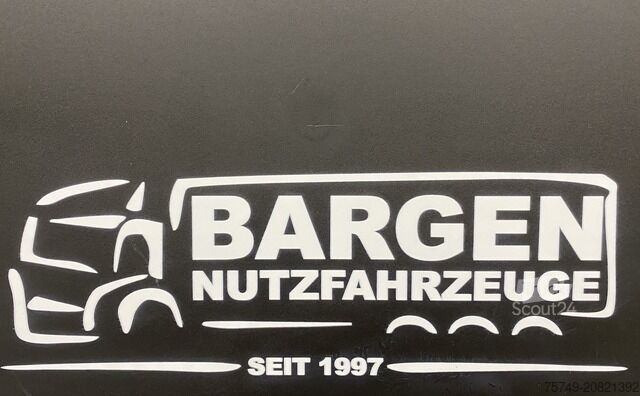 BARGEN
NUTZFAHRZEUGE
Scout24
SEIT 1997
75749-20821392